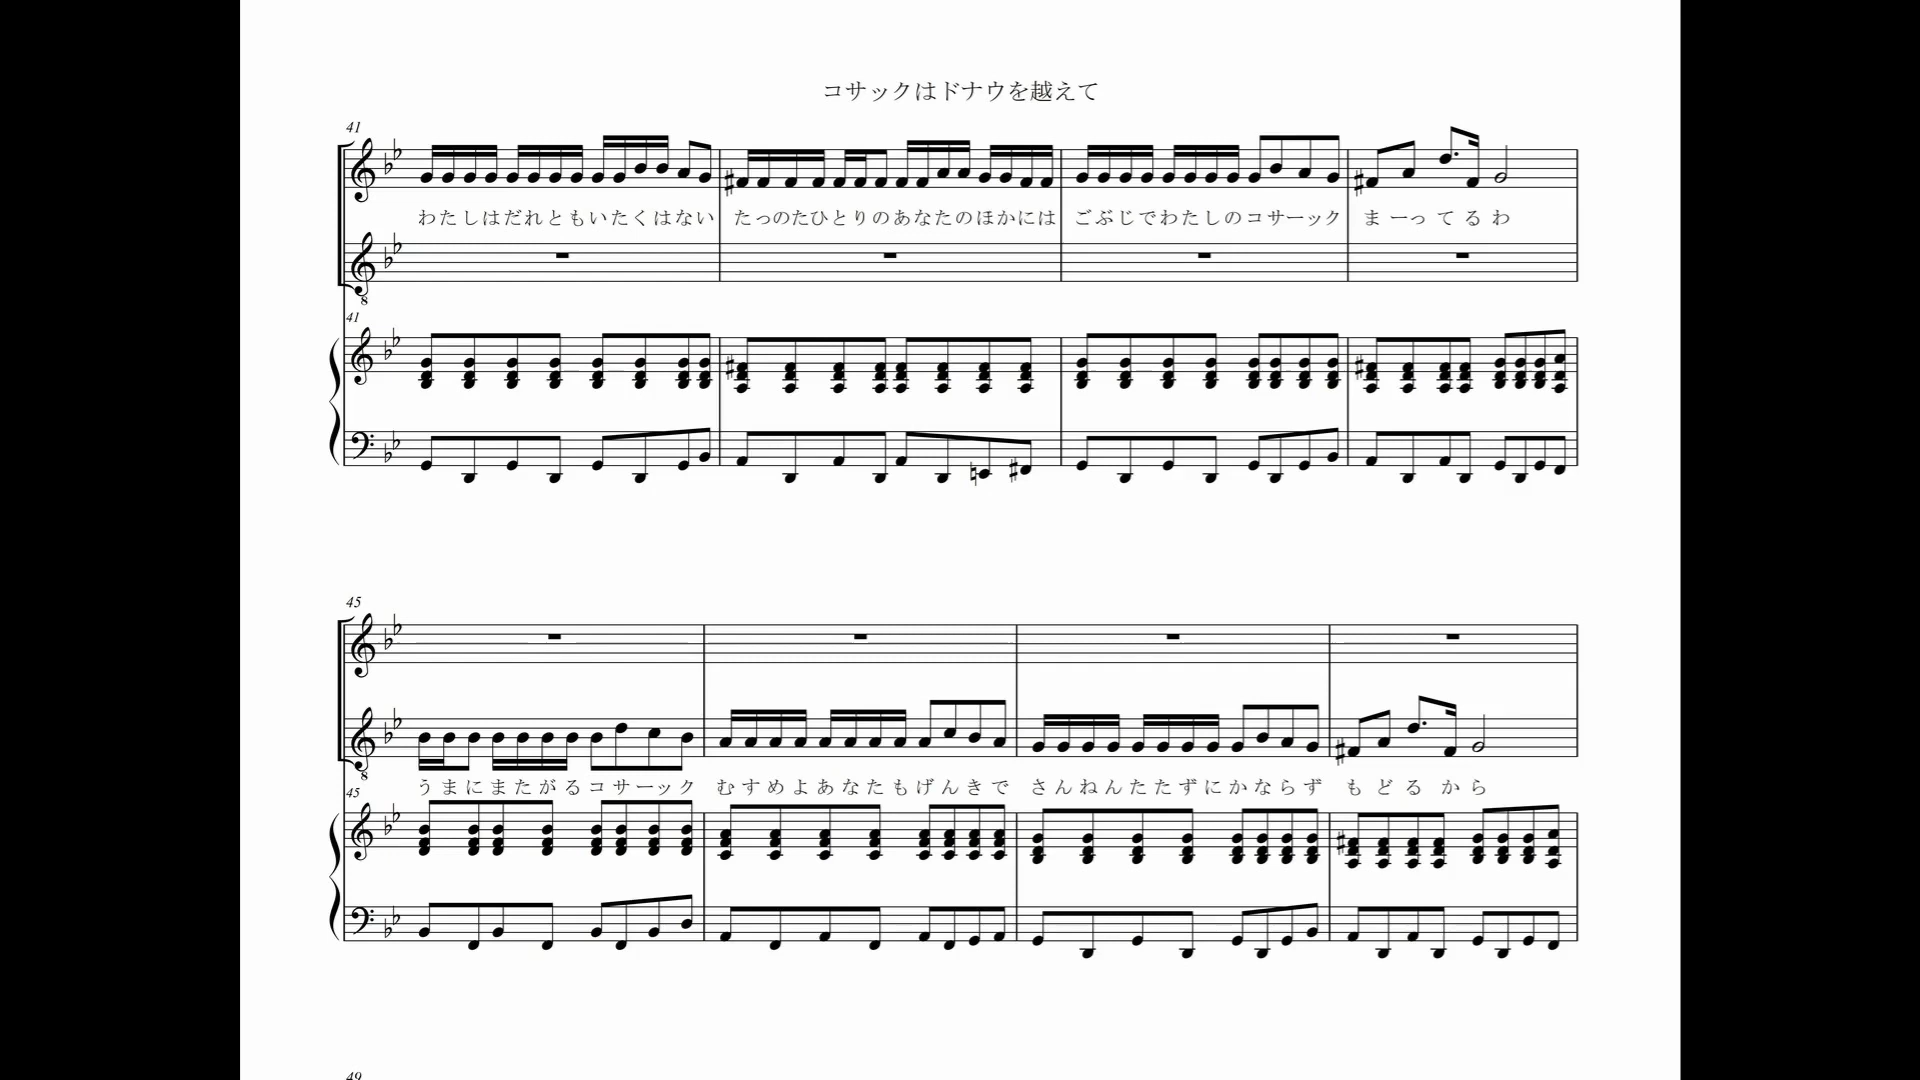 コサックはドナウを越えて
41
わたしはだれともいたくはない たっのたひとりのあなたのほかには ごぶじでわたしのコサーック まーってるわ
41
45
うまにまたがるコサーック むすめよあなたもげんきで さんねんたたずにかならず もどるから
45
49